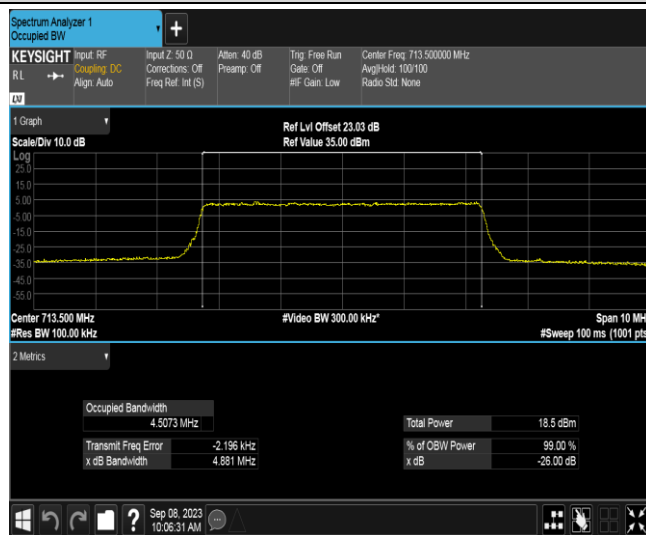 Spectrum Analyzer 1
Occupied BW
+
KEYSIGHT
RL
LXI
Input: RF
Coupling: DC
Align: Auto
Input Z: 50 Ω
Corrections: Off
Freq Ref: Int (S)
Atten: 40 dB
Preamp: Off
Trig: Free Run
Gate: Off
#IF Gain: Low
Center Freq: 713.500000 MHz
Avg|Hold: 100/100
Radio Std: None
1 Graph
Scale/Div 10.0 dB
Ref Lvl Offset 23.03 dB
Ref Value 35.00 dBm
Log
25.0
15.0
5.00
-5.00
-15.0
-25.0
-35.0
-45.0
-55.0
Center 713.500 MHz
#Res BW 100.00 kHz
#Video BW 300.00 kHz*
Span 10 MH
#Sweep 100 ms (1001 pts
2 Metrics
Occupied Bandwidth
4.5073 MHz
Total Power 18.5 dBm
Transmit Freq Error -2.196 kHz
% of OBW Power 99.00 %
x dB Bandwidth 4.881 MHz
x dB -26.00 dB
?
Sep 08, 2023
10:06:31 AM